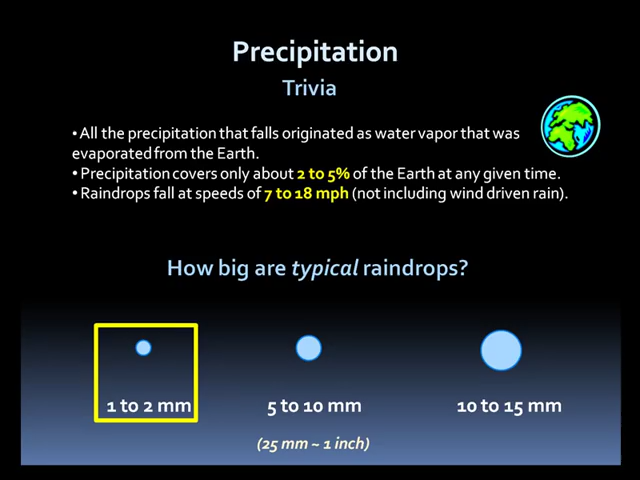 Precipitation
Trivia
• All the precipitation that falls originated as water vapor that was
evaporated from the Earth.
• Precipitation covers only about 2 to 5% of the Earth at any given time.
• Raindrops fall at speeds of 7 to 18 mph (not including wind driven rain).
How big are typical raindrops?
1 to 2 mm
5 to 10 mm
10 to 15 mm
(25 mm ~ 1 inch)